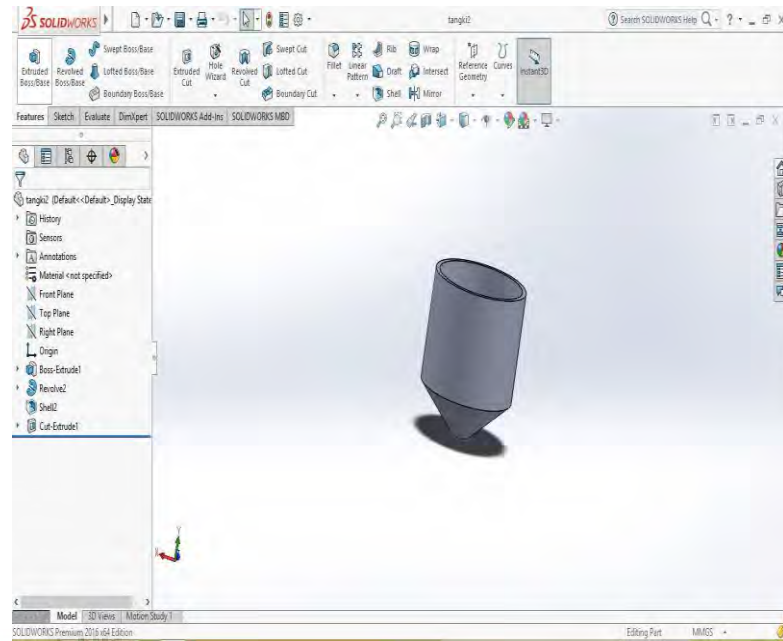 SOLIDWORKS
tangki2
Search SOLIDWORKS Help
Extruded Boss/Base
Revolved Boss/Base
Swept Boss/Base
Lofted Boss/Base
Boundary Boss/Base
Extruded Cut
Hole Wizard
Revolved Cut
Swept Cut
Lofted Cut
Boundary Cut
Fillet
Linear Pattern
Rib
Draft
Shell
Wrap
Intersect
Mirror
Reference Geometry
Curves
Instant3D
Features Sketch Evaluate DimXpert SOLIDWORKS Add-Ins SOLIDWORKS MBD
tangki2 (Default<<Default>_Display State
History
Sensors
Annotations
Material <not specified>
Front Plane
Top Plane
Right Plane
Origin
Boss-Extrude1
Revolve2
Shell2
Cut-Extrude1
Y
X
Model 3D Views Motion Study 1
SOLIDWORKS Premium 2016 x64 Edition
Editing Part MMGS